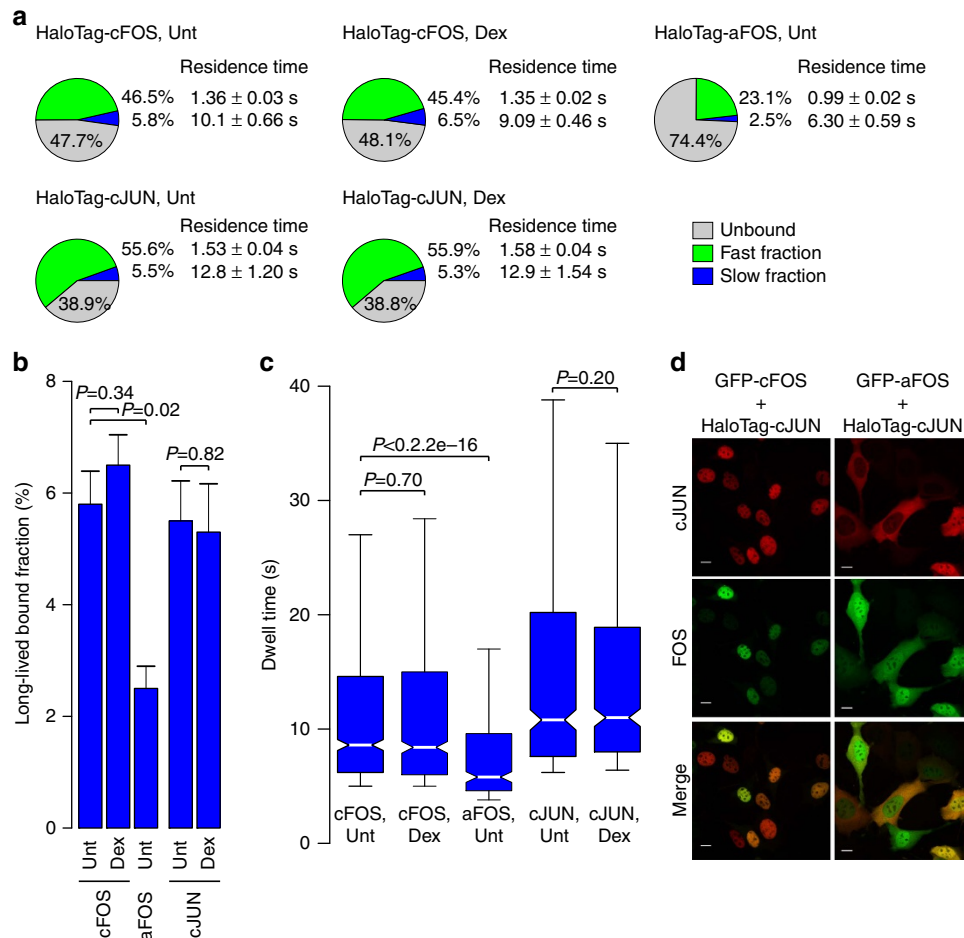 a
HaloTag-cFOS, Unt
Residence time
46.5% 1.36 ± 0.03 s
5.8% 10.1 ± 0.66 s
47.7%
HaloTag-cFOS, Dex
Residence time
45.4% 1.35 ± 0.02 s
6.5% 9.09 ± 0.46 s
48.1%
HaloTag-aFOS, Unt
Residence time
23.1% 0.99 ± 0.02 s
2.5% 6.30 ± 0.59 s
74.4%
HaloTag-cJUN, Unt
Residence time
55.6% 1.53 ± 0.04 s
5.5% 12.8 ± 1.20 s
38.9%
HaloTag-cJUN, Dex
Residence time
55.9% 1.58 ± 0.04 s
5.3% 12.9 ± 1.54 s
38.8%
Unbound
Fast fraction
Slow fraction
b
Long-lived bound fraction (%)
8
6
4
2
0
P=0.34
P=0.02
P=0.82
Unt
Dex
Unt
Unt
Dex
cFOS
aFOS
cJUN
c
Dwell time (s)
40
30
20
10
0
P=0.20
P<0.2.2e−16
P=0.70
cFOS,
Unt
cFOS,
Dex
aFOS,
Unt
cJUN,
Unt
cJUN,
Dex
d
GFP-cFOS
+
HaloTag-cJUN
GFP-aFOS
+
HaloTag-cJUN
cJUN
FOS
Merge